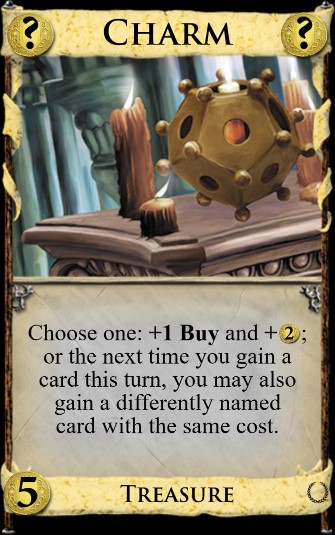 ? CHARM ?
Choose one: +1 Buy and +2;
or the next time you gain a
card this turn, you may also
gain a differently named
card with the same cost.
5 TREASURE